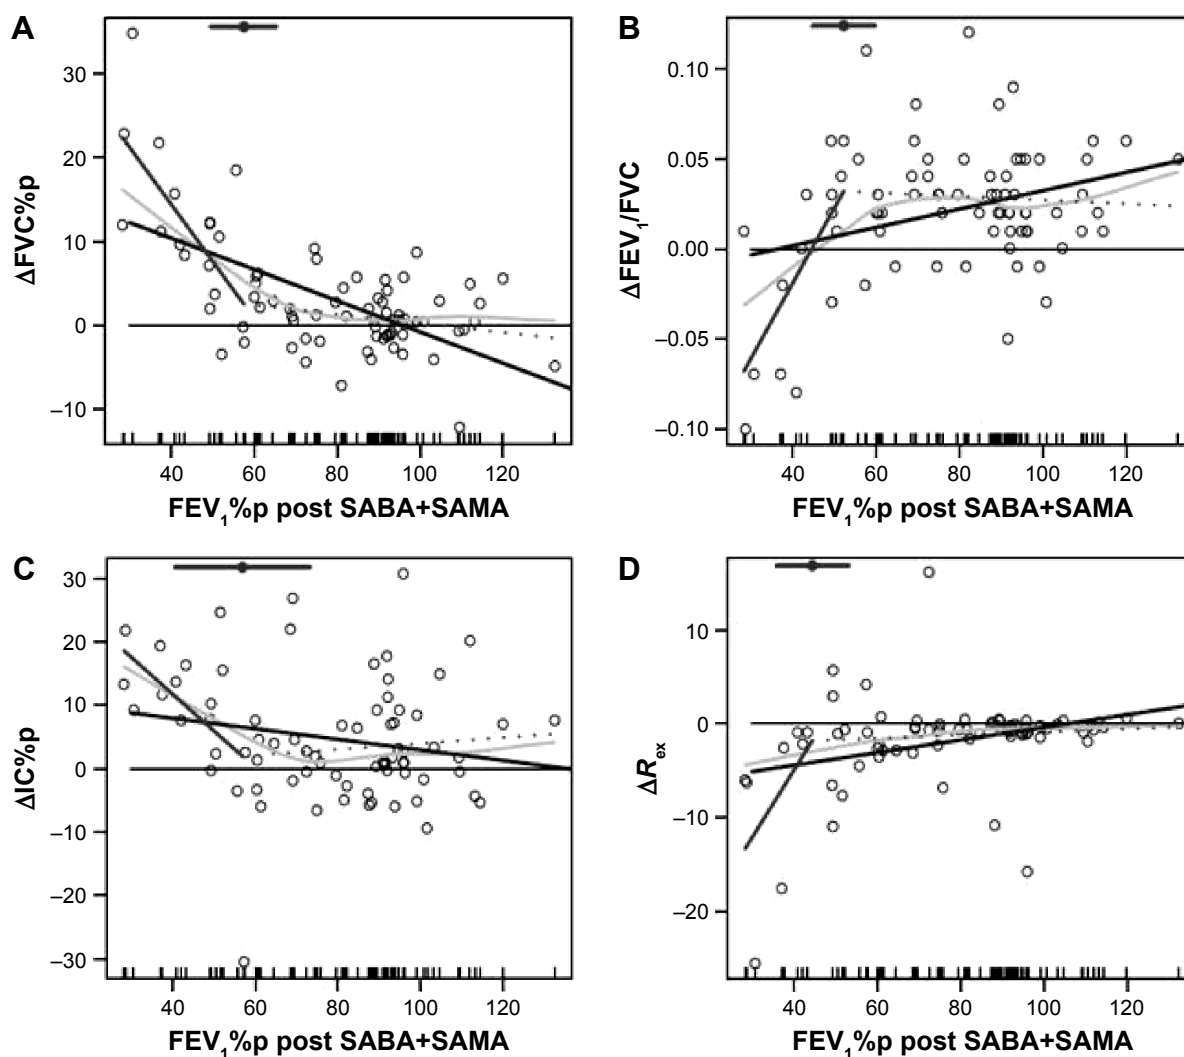 A
30
20
10
0
–10
ΔFVC%p
40 60 80 100 120
FEV1%p post SABA+SAMA
B
0.10
0.05
0.00
–0.05
–0.10
ΔFEV1/FVC
40 60 80 100 120
FEV1%p post SABA+SAMA
C
30
20
10
0
–10
–20
–30
ΔIC%p
40 60 80 100 120
FEV1%p post SABA+SAMA
D
10
0
–10
–20
ΔRex
40 60 80 100 120
FEV1%p post SABA+SAMA